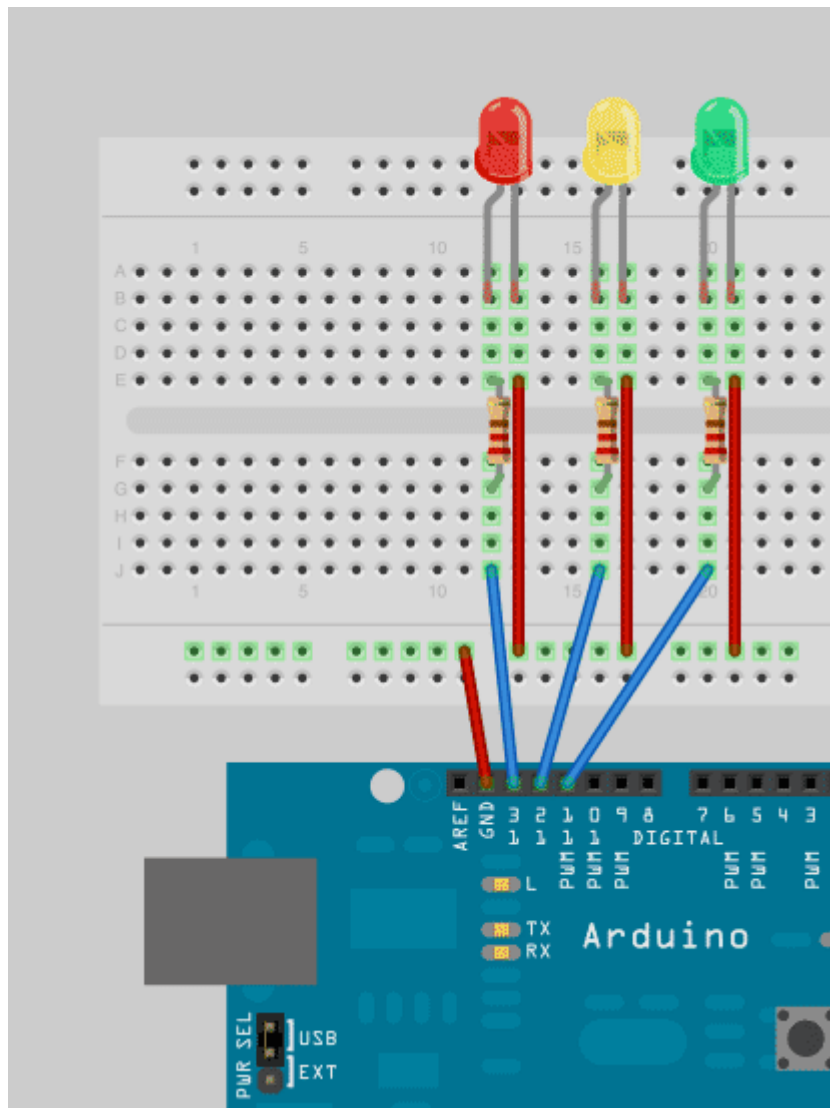 1 5 10 15 20
A
B
C
D
E
F
G
H
I
J
1 5 10 15 20
AREF GND 13 12 11 10 9 8 7 6 5 4 3
DIGITAL
PWM PWM PWM PWM PWM PWM
L
TX
RX
Arduino
PWR SEL
USB
EXT